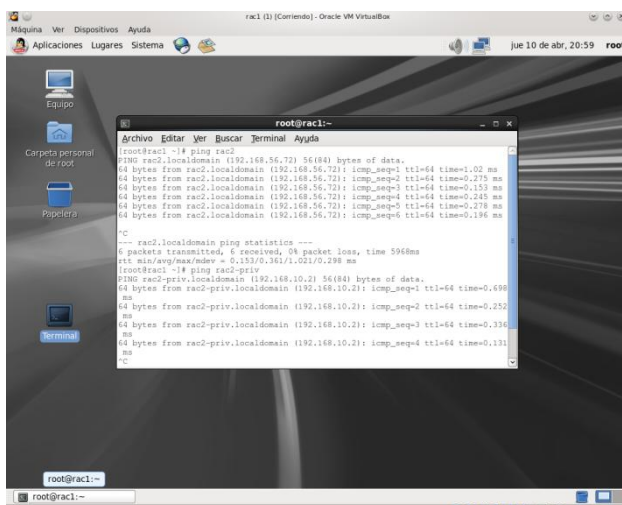 rac1 (1) [Corriendo] - Oracle VM VirtualBox
Máquina Ver Dispositivos Ayuda
Aplicaciones Lugares Sistema jue 10 de abr, 20:59 roo
Equipo
Carpeta personal
de root
Papelera
Terminal
root@rac1:~
Archivo Editar Ver Buscar Terminal Ayuda
[root@rac1 ~]# ping rac2
PING rac2.localdomain (192.168.56.72) 56(84) bytes of data.
64 bytes from rac2.localdomain (192.168.56.72): icmp_seq=1 ttl=64 time=1.02 ms
64 bytes from rac2.localdomain (192.168.56.72): icmp_seq=2 ttl=64 time=0.275 ms
64 bytes from rac2.localdomain (192.168.56.72): icmp_seq=3 ttl=64 time=0.153 ms
64 bytes from rac2.localdomain (192.168.56.72): icmp_seq=4 ttl=64 time=0.245 ms
64 bytes from rac2.localdomain (192.168.56.72): icmp_seq=5 ttl=64 time=0.278 ms
64 bytes from rac2.localdomain (192.168.56.72): icmp_seq=6 ttl=64 time=0.196 ms
^C
--- rac2.localdomain ping statistics ---
6 packets transmitted, 6 received, 0% packet loss, time 5968ms
rtt min/avg/max/mdev = 0.153/0.361/1.021/0.298 ms
[root@rac1 ~]# ping rac2-priv
PING rac2-priv.localdomain (192.168.10.2) 56(84) bytes of data.
64 bytes from rac2-priv.localdomain (192.168.10.2): icmp_seq=1 ttl=64 time=0.698
ms
64 bytes from rac2-priv.localdomain (192.168.10.2): icmp_seq=2 ttl=64 time=0.252
ms
64 bytes from rac2-priv.localdomain (192.168.10.2): icmp_seq=3 ttl=64 time=0.336
ms
64 bytes from rac2-priv.localdomain (192.168.10.2): icmp_seq=4 ttl=64 time=0.131
ms
^C
root@rac1:~
root@rac1:~